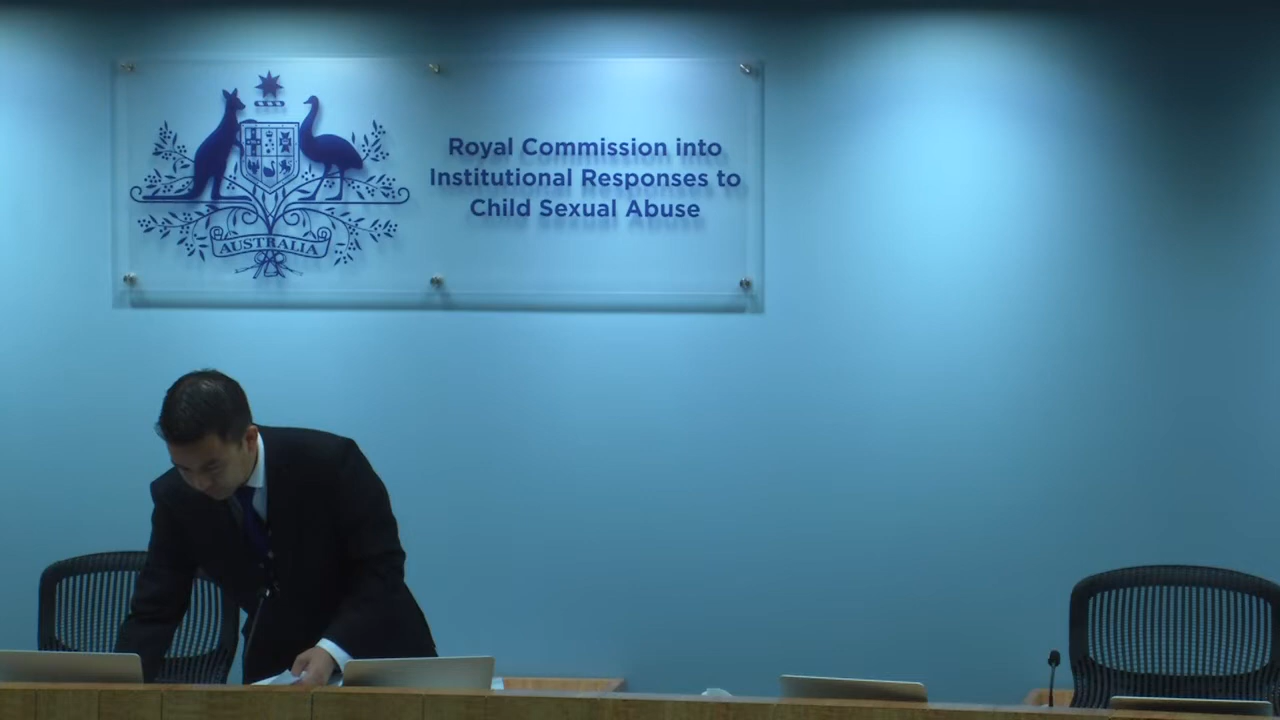 Royal Commission into
Institutional Responses to
Child Sexual Abuse
AUSTRALIA